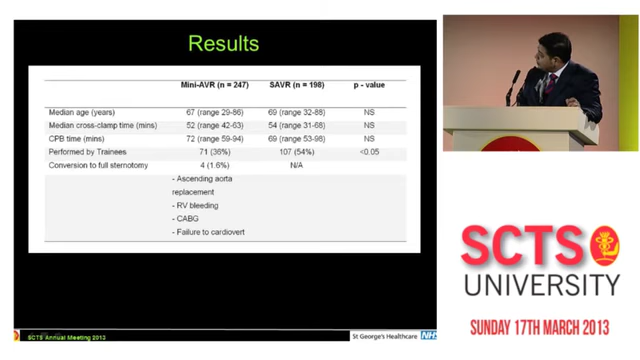 Results
Mini-AVR (n = 247) SAVR (n = 198) p - value
Median age (years) 67 (range 29-86) 69 (range 32-88) NS
Median cross-clamp time (mins) 52 (range 42-63) 54 (range 31-68) NS
CPB time (mins) 72 (range 59-94) 69 (range 53-98) NS
Performed by Trainees 71 (36%) 107 (54%) <0.05
Conversion to full sternotomy 4 (1.6%) N/A
- Ascending aorta
replacement
- RV bleeding
- CABG
- Failure to cardiovert
SCTS Annual Meeting 2013
St George's Healthcare NHS
SCTS
UNIVERSITY
SUNDAY 17TH MARCH 2013